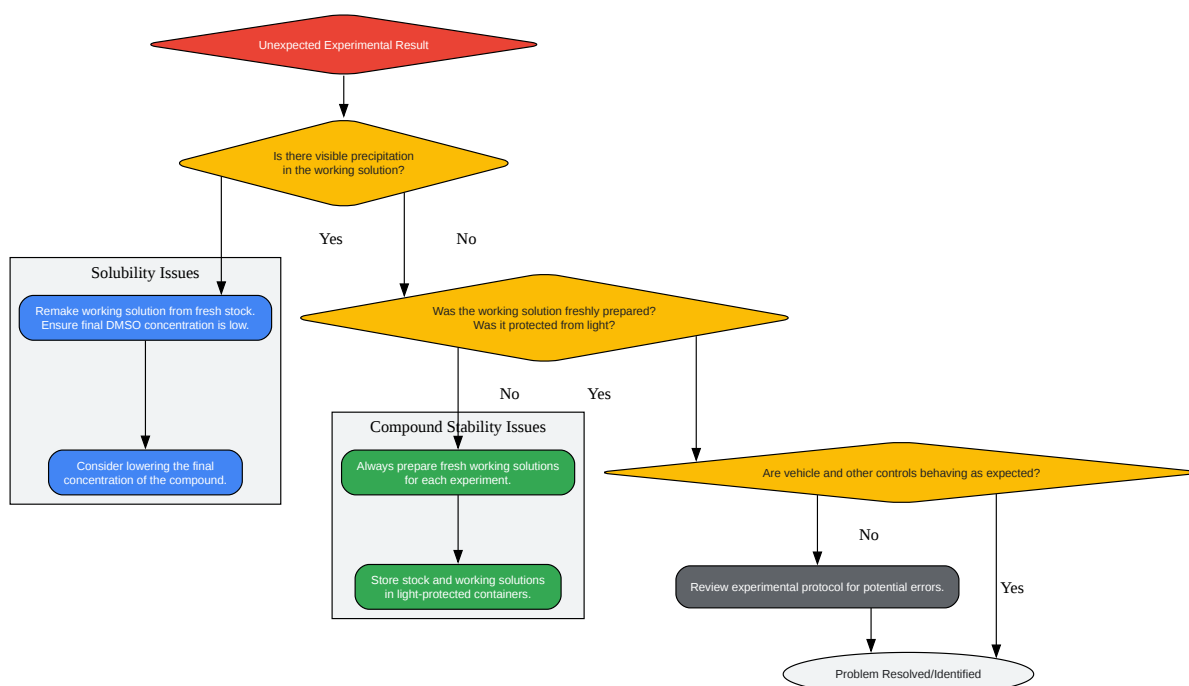 Unexpected Experimental Result
Is there visible precipitation
in the working solution?
Yes
No
Solubility Issues
Remake working solution from fresh stock.
Ensure final DMSO concentration is low.
Consider lowering the final
concentration of the compound.
Was the working solution freshly prepared?
Was it protected from light?
No
Yes
Compound Stability Issues
Always prepare fresh working solutions
for each experiment.
Store stock and working solutions
in light-protected containers.
Are vehicle and other controls behaving as expected?
No
Yes
Review experimental protocol for potential errors.
Problem Resolved/Identified